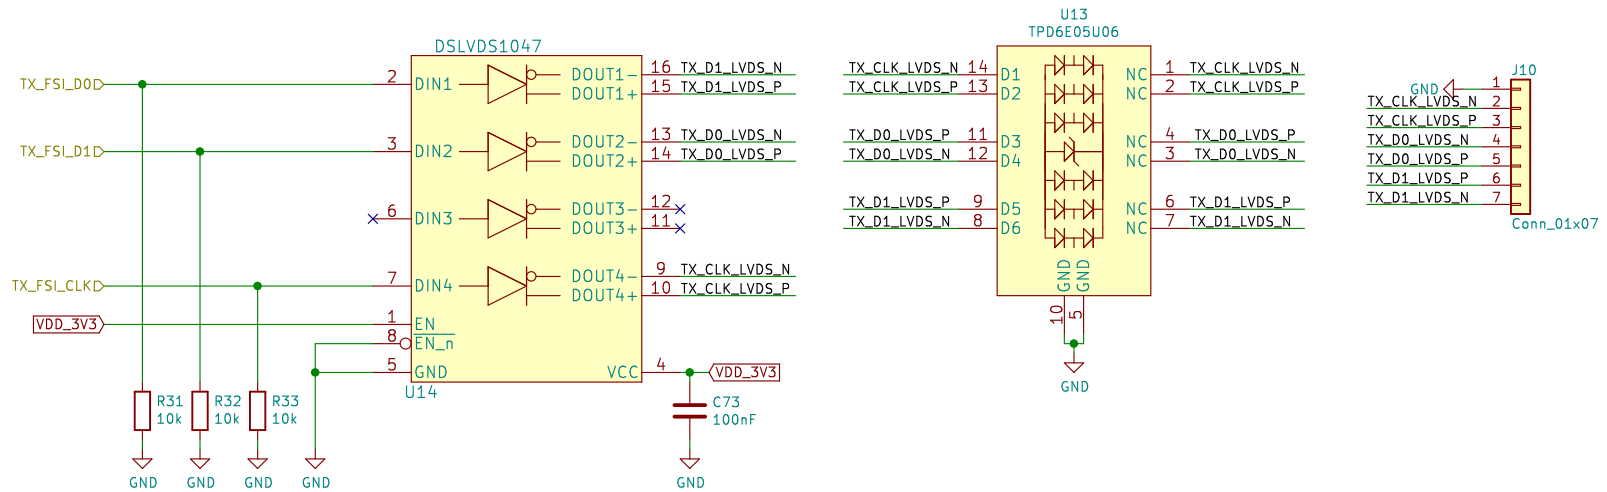 DSLVDS1047
TX_FSI_D0
TX_FSI_D1
TX_FSI_CLK
VDD_3V3
2 DIN1
3 DIN2
6 DIN3
7 DIN4
1 EN
8 EN_n
5 GND
DOUT1- 16 TX_D1_LVDS_N
DOUT1+ 15 TX_D1_LVDS_P
DOUT2- 13 TX_D0_LVDS_N
DOUT2+ 14 TX_D0_LVDS_P
DOUT3- 12
DOUT3+ 11
DOUT4- 9 TX_CLK_LVDS_N
DOUT4+ 10 TX_CLK_LVDS_P
VCC 4 VDD_3V3
U14
R31
10k
R32
10k
R33
10k
C73
100nF
GND
GND
GND
GND
GND
U13
TPD6E05U06
TX_CLK_LVDS_N 14 D1 NC 1 TX_CLK_LVDS_N
TX_CLK_LVDS_P 13 D2 NC 2 TX_CLK_LVDS_P
TX_D0_LVDS_P 11 D3 NC 4 TX_D0_LVDS_P
TX_D0_LVDS_N 12 D4 NC 3 TX_D0_LVDS_N
TX_D1_LVDS_P 9 D5 NC 6 TX_D1_LVDS_P
TX_D1_LVDS_N 8 D6 NC 7 TX_D1_LVDS_N
GND GND
10 5
GND
J10
GND 1
TX_CLK_LVDS_N 2
TX_CLK_LVDS_P 3
TX_D0_LVDS_N 4
TX_D0_LVDS_P 5
TX_D1_LVDS_P 6
TX_D1_LVDS_N 7
Conn_01x07